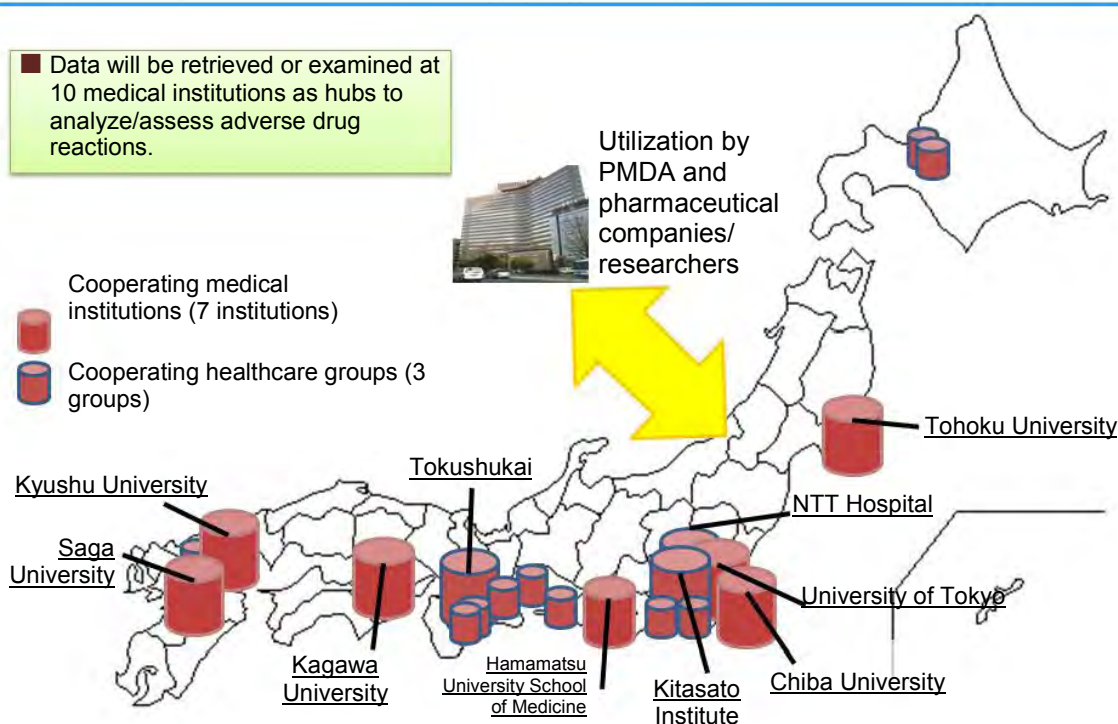 Data will be retrieved or examined at
10 medical institutions as hubs to
analyze/assess adverse drug
reactions.
Utilization by
PMDA and
pharmaceutical
companies/
researchers
Cooperating medical
institutions (7 institutions)
Cooperating healthcare groups (3
groups)
Tohoku University
Tokushukai
Kyushu University
NTT Hospital
Saga
University
University of Tokyo
Kagawa
University
Hamamatsu
University School
of Medicine
Kitasato
Institute
Chiba University